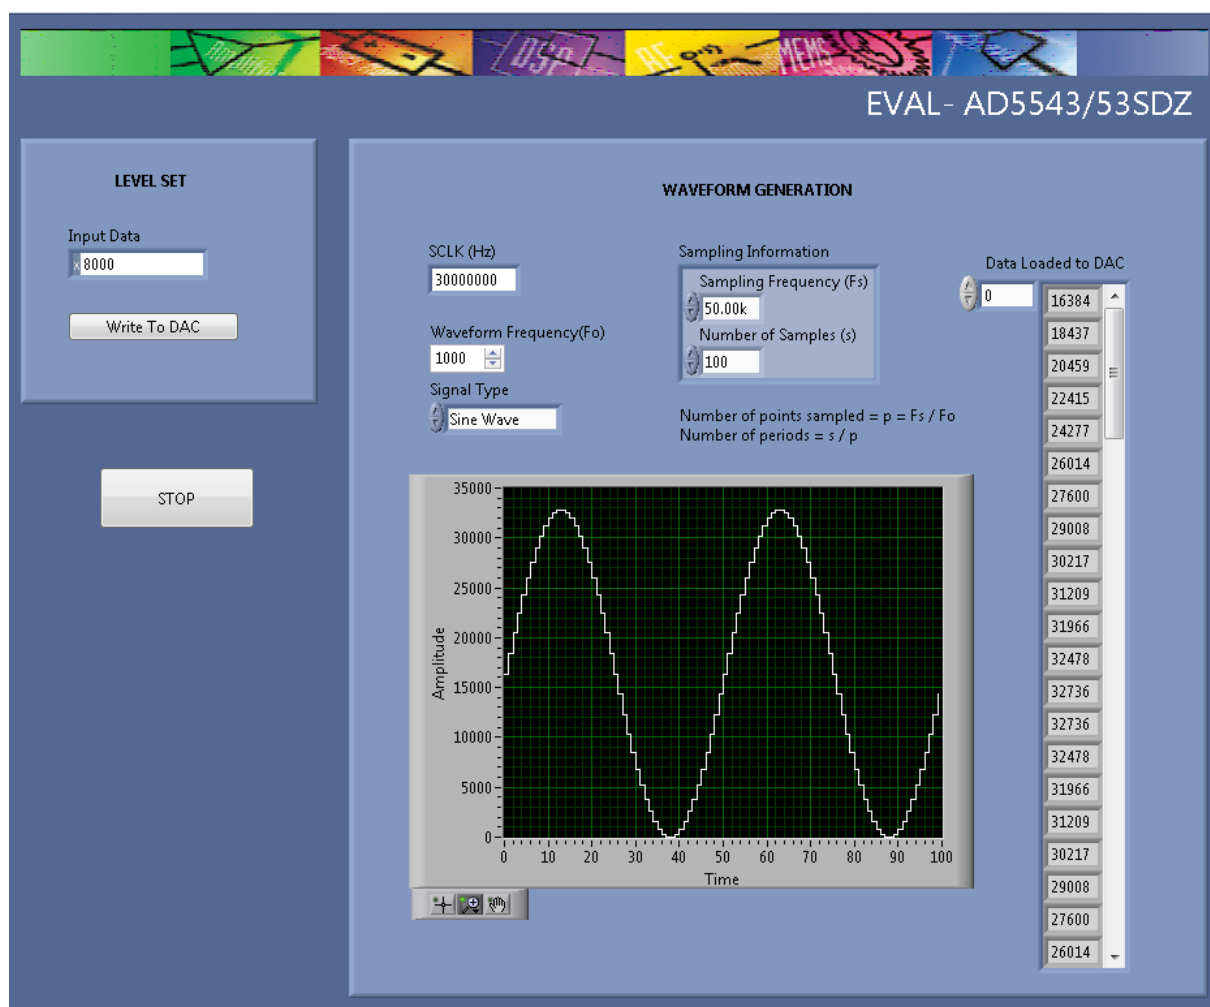 DSP
MEMS
EVAL- AD5543/53SDZ
LEVEL SET
Input Data
x 8000
Write To DAC
STOP
WAVEFORM GENERATION
SCLK (Hz)
30000000
Waveform Frequency(Fo)
1000
Signal Type
Sine Wave
Sampling Information
Sampling Frequency (Fs)
50.00k
Number of Samples (s)
100
Number of points sampled = p = Fs / Fo
Number of periods = s / p
Data Loaded to DAC
0
16384
18437
20459
22415
24277
26014
27600
29008
30217
31209
31966
32478
32736
32736
32478
31966
31209
30217
29008
27600
26014
Amplitude
35000
30000
25000
20000
15000
10000
5000
0
0 10 20 30 40 50 60 70 80 90 100
Time